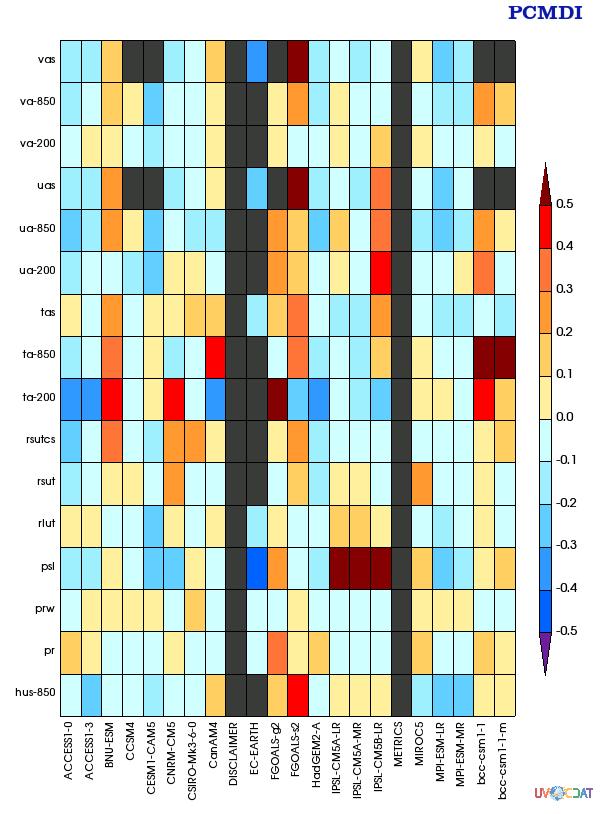 PCMDI
vas
va-850
va-200
uas
ua-850
ua-200
tas
ta-850
ta-200
rsutcs
rsut
rlut
psl
prw
pr
hus-850
0.5
0.4
0.3
0.2
0.1
0.0
-0.1
-0.2
-0.3
-0.4
-0.5
ACCESS1-0
ACCESS1-3
BNU-ESM
CCSM4
CESM1-CAM5
CNRM-CM5
CSIRO-Mk3-6-0
CanAM4
DISCLAIMER
EC-EARTH
FGOALS-g2
FGOALS-s2
HadGEM2-A
IPSL-CM5A-LR
IPSL-CM5A-MR
IPSL-CM5B-LR
METRICS
MIROC5
MPI-ESM-LR
MPI-ESM-MR
bcc-csm1-1
bcc-csm1-1-m
UV CDAT